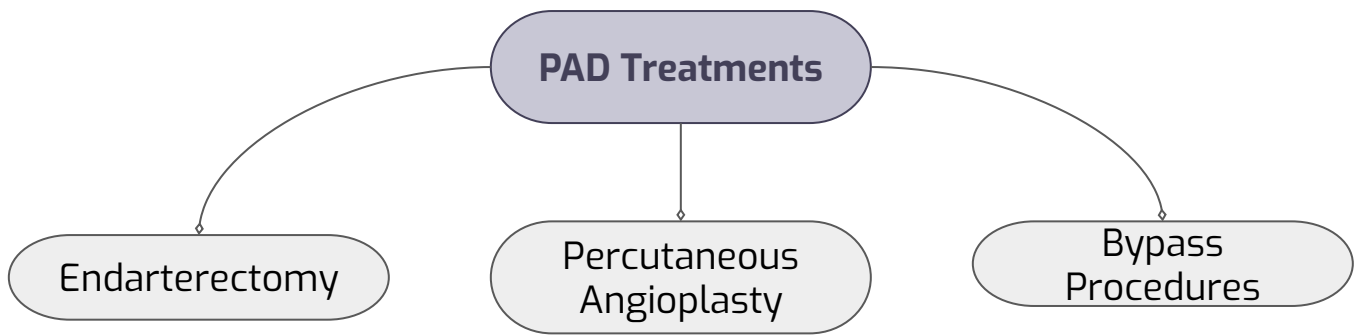 PAD Treatments
Endarterectomy
Percutaneous
Angioplasty
Bypass
Procedures